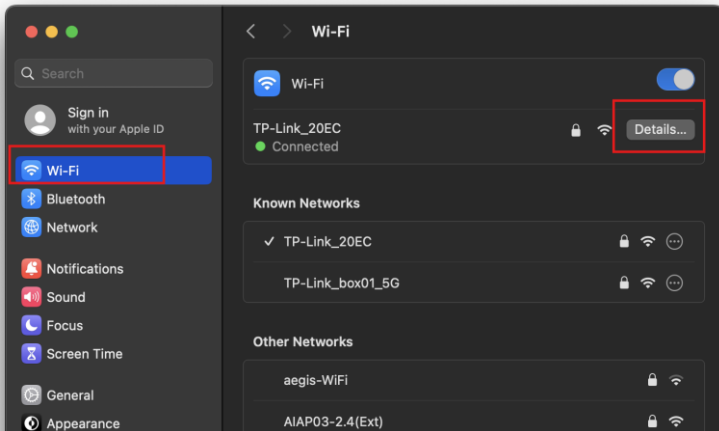 Wi-Fi
Search
Sign in
with your Apple ID
Wi-Fi
Bluetooth
Network
Notifications
Sound
Focus
Screen Time
General
Appearance
Wi-Fi
TP-Link_20EC
Connected
Details...
Known Networks
TP-Link_20EC
TP-Link_box01_5G
Other Networks
aegis-WiFi
AIAP03-2.4(Ext)